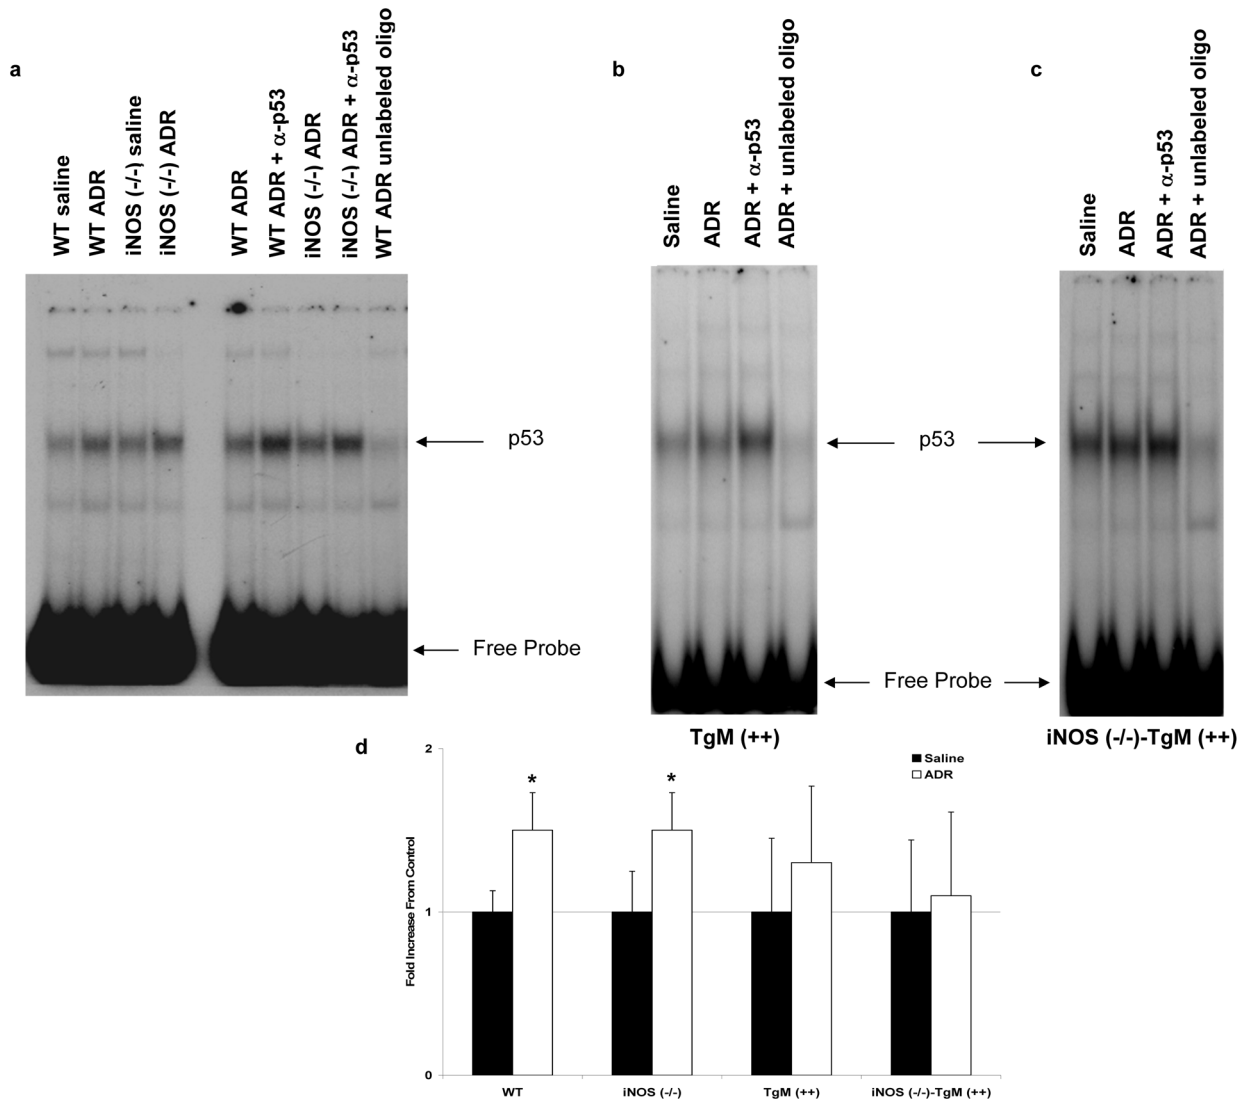 a
WT saline
WT ADR
iNOS (-/-) saline
iNOS (-/-) ADR
WT ADR
WT ADR + α-p53
iNOS (-/-) ADR
iNOS (-/-) ADR + α-p53
WT ADR unlabeled oligo
b
Saline
ADR
ADR + α-p53
ADR + unlabeled oligo
c
Saline
ADR
ADR + α-p53
ADR + unlabeled oligo
p53
p53
Free Probe
Free Probe
TgM (++)
iNOS (-/-)-TgM (++)
d
Fold Increase From Control
2
1
0
Saline
ADR
*
*
WT
iNOS (-/-)
TgM (++)
iNOS (-/-)-TgM (++)